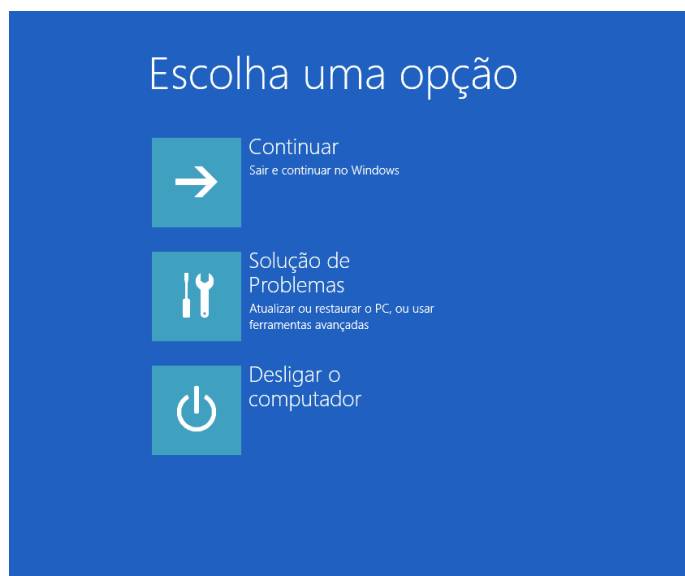 Escolha uma opção
Continuar
Sair e continuar no Windows
Solução de
Problemas
Atualizar ou restaurar o PC, ou usar
ferramentas avançadas
Desligar o
computador